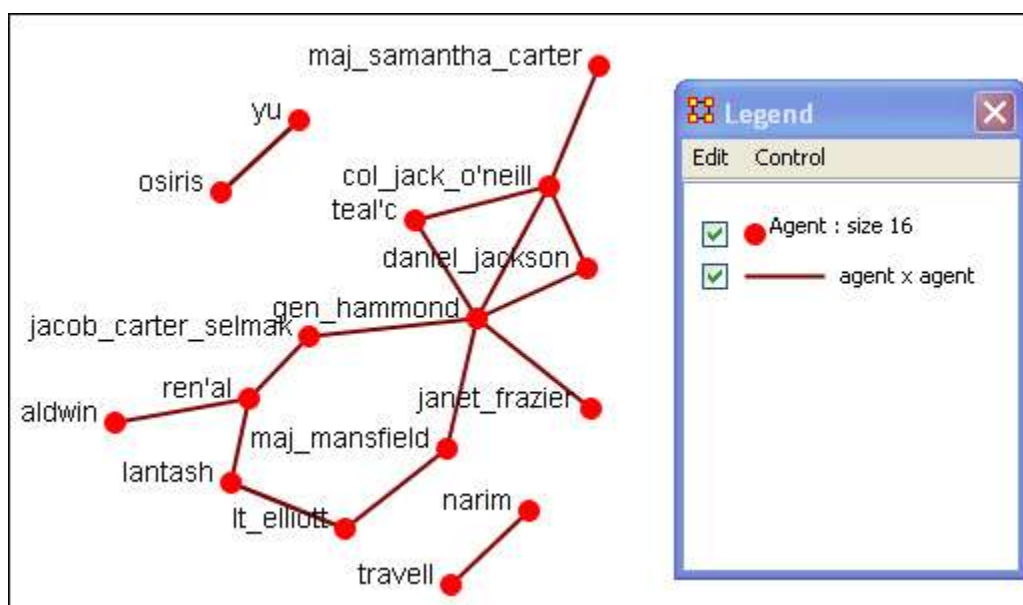 maj_samantha_carter
yu
osiris
col_jack_o'neill
teal'c
daniel_jackson
gen_hammond
jacob_carter_selmak
ren'al
aldwin
janet_frazier
maj_mansfield
lantash
lt_elliott
narim
travell
Legend
Edit Control
Agent : size 16
agent x agent